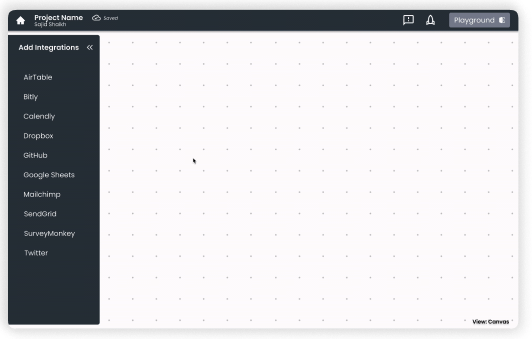 Project Name
Sajid Shaikh
Saved
Playground
Add Integrations
AirTable
Bitly
Calendly
Dropbox
GitHub
Google Sheets
Mailchimp
SendGrid
SurveyMonkey
Twitter
View: Canvas